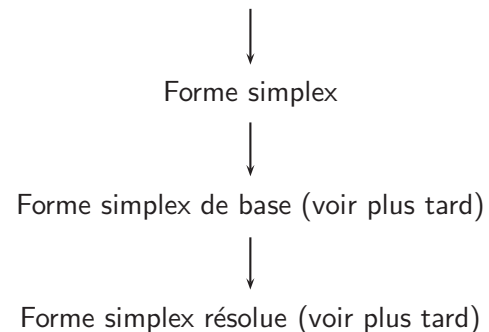 Forme simplex
Forme simplex de base (voir plus tard)
Forme simplex résolue (voir plus tard)